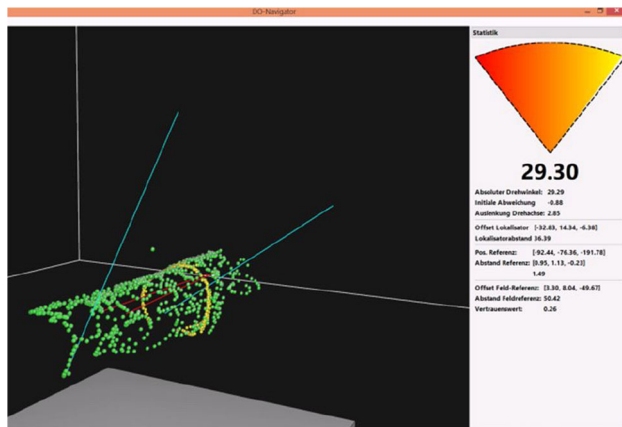 DO-Navigator
Statistik
29.30
Absoluter Drehwinkel: 29.29
Initiale Abweichung -0.88
Auslenkung Drehachse: 2.85
Offset Lokalisator [-32.63, 14.34, -6.38]
Lokalisatorabstand 36.39
Pos. Referenz: [-92.44, -76.36, -191.78]
Abstand Referenz: [0.95, 1.13, -0.23]
1.49
Offset Feld-Referenz: [3.30, 8.04, -49.67]
Abstand Feldreferenz: 50.42
Vertrauenswert: 0.26